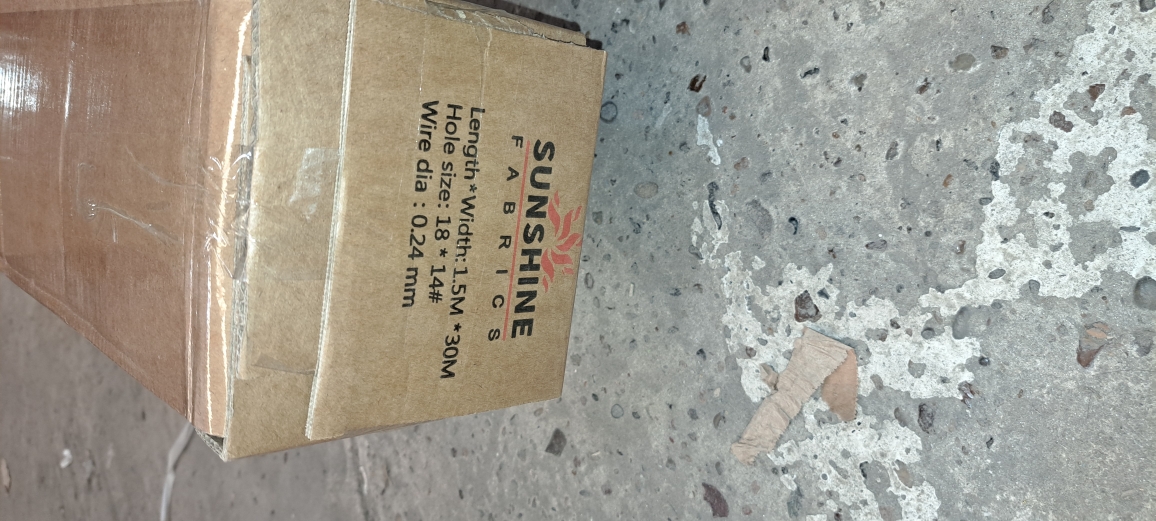 SUNSHINE
FABRICS
Length*Width:1.5M *30M
Hole size: 18 * 14#
Wire dia : 0.24 mm